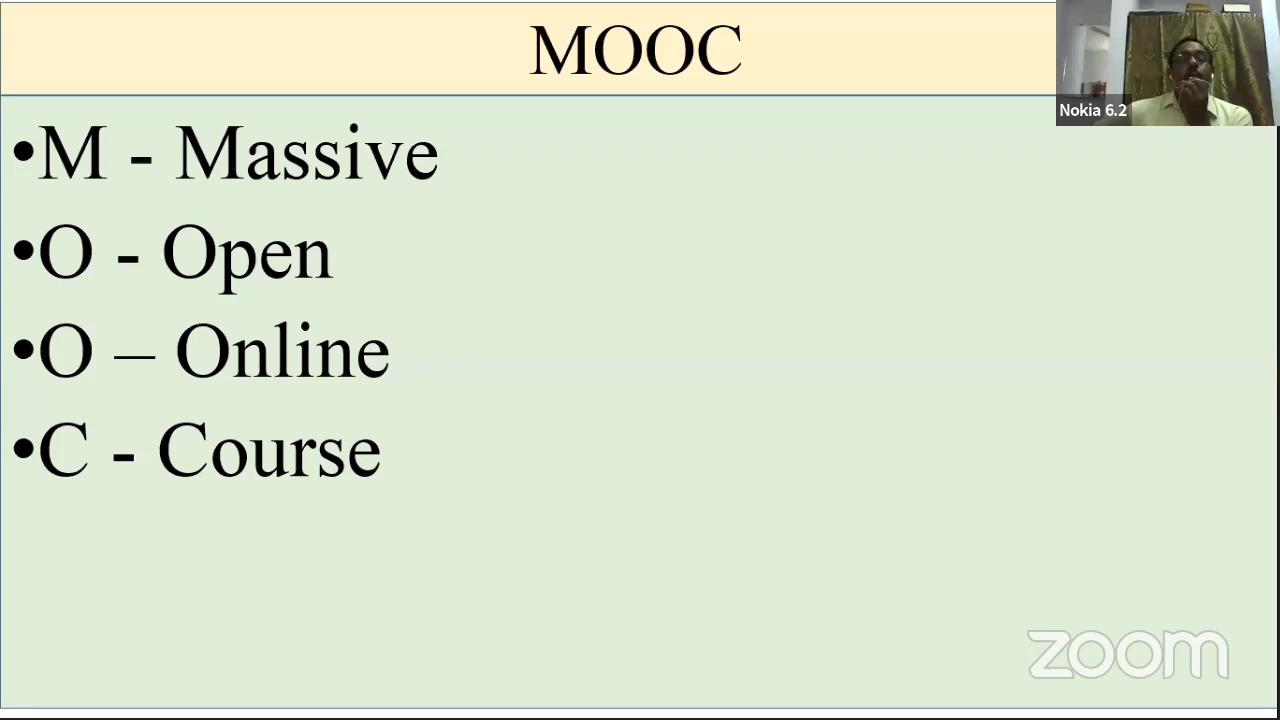 MOOC
Nokia 6.2
•M - Massive
•O - Open
•O – Online
•C - Course
zoom